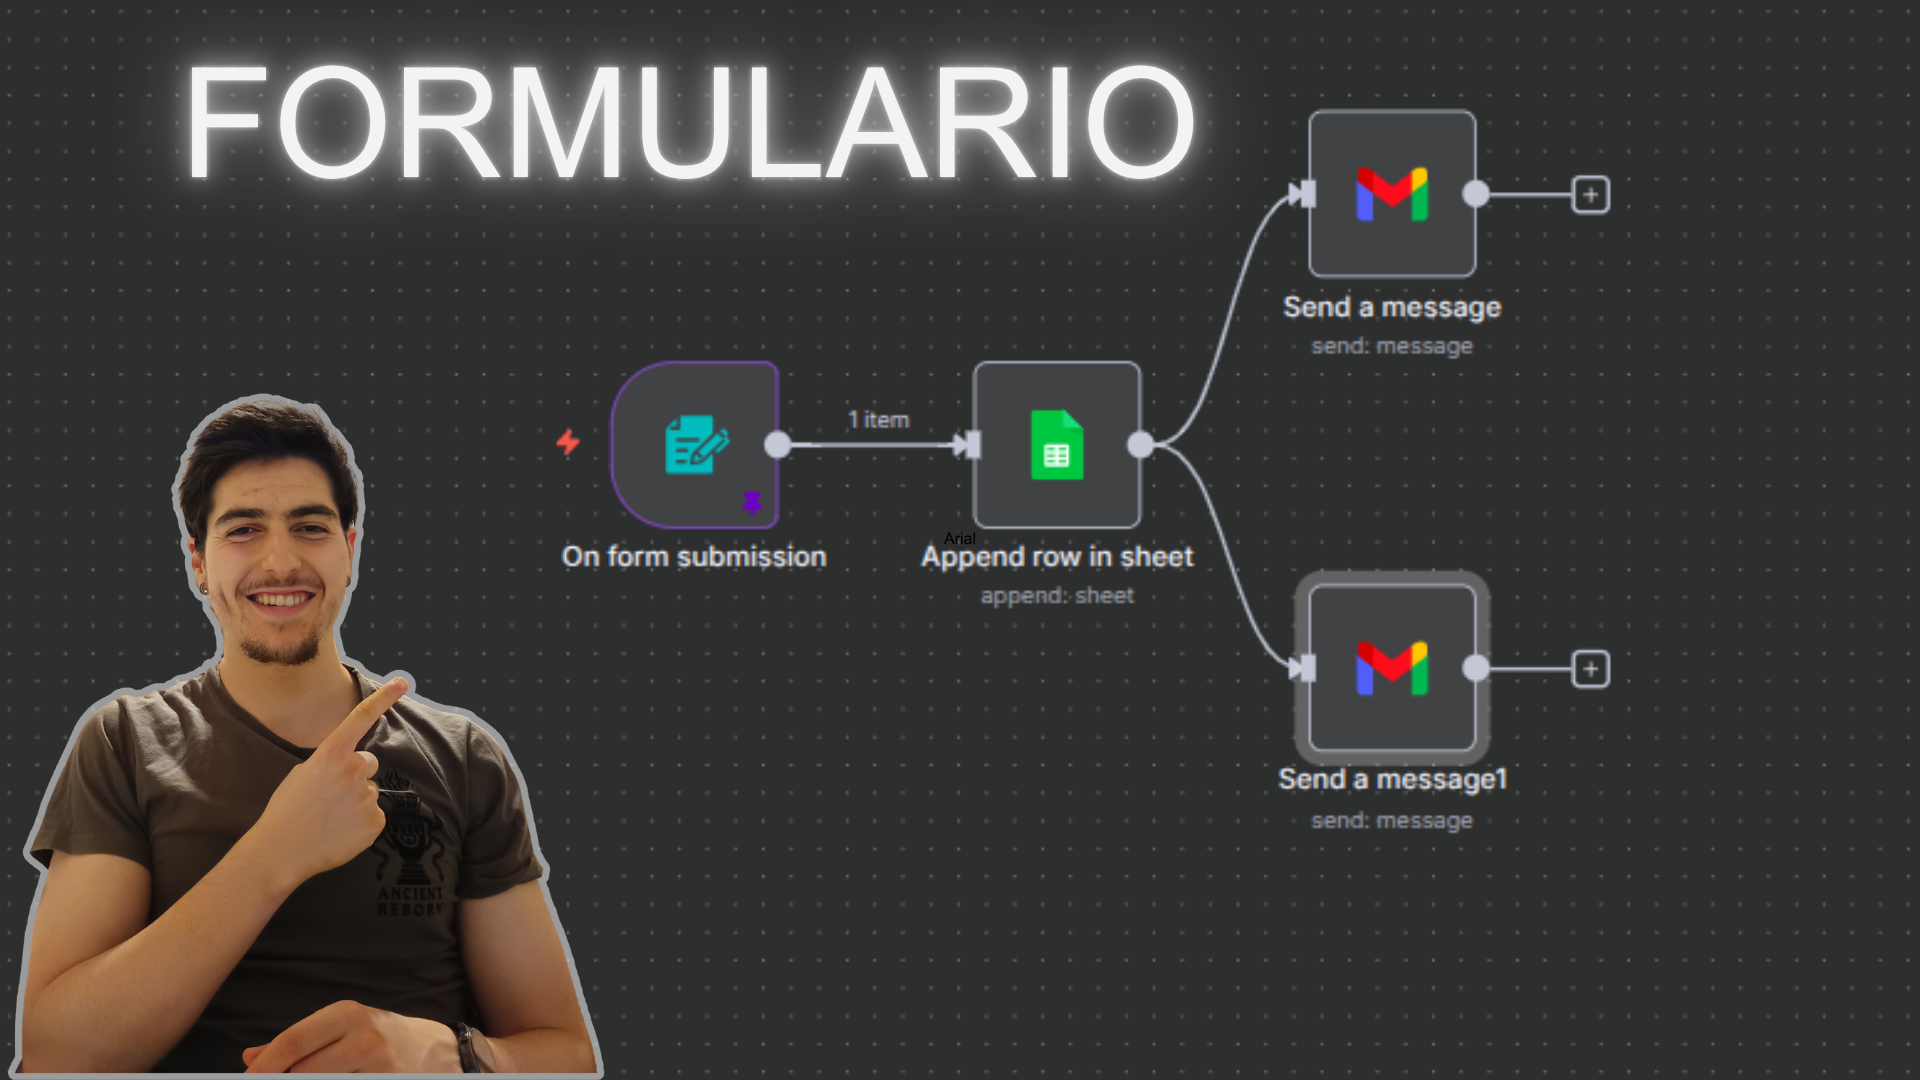 FORMULARIO
Send a message
send: message
1 item
Arial
On form submission
Append row in sheet
append: sheet
Send a message1
send: message
ANCIENT
REBORN